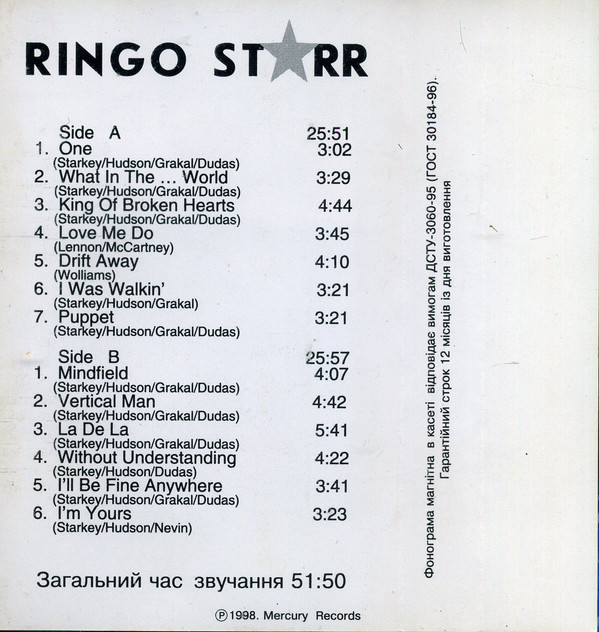 RINGO ST★RR
Side A 25:51
1. One 3:02
(Starkey/Hudson/Grakal/Dudas)
2. What In The ... World 3:29
(Starkey/Hudson/Grakal/Dudas)
3. King Of Broken Hearts 4:44
(Starkey/Hudson/Grakal/Dudas)
4. Love Me Do 3:45
(Lennon/McCartney)
5. Drift Away 4:10
(Wolliams)
6. I Was Walkin' 3:21
(Starkey/Hudson/Grakal)
7. Puppet 3:21
(Starkey/Hudson/Grakal/Dudas)
Side B 25:57
1. Mindfield 4:07
(Starkey/Hudson/Grakal/Dudas)
2. Vertical Man 4:42
(Starkey/Hudson/Grakal/Dudas)
3. La De La 5:41
(Starkey/Hudson/Grakal/Dudas)
4. Without Understanding 4:22
(Starkey/Hudson/Dudas)
5. I'll Be Fine Anywhere 3:41
(Starkey/Hudson/Grakal/Dudas)
6. I'm Yours 3:23
(Starkey/Hudson/Nevin)
Загальний час звучання 51:50
℗1998. Mercury Records
Фонограма магнітна в касеті відповідає вимогам ДСТУ-3060-95 (ГОСТ 30184-96).
Гарантійний строк 12 місяців із дня виготовлення